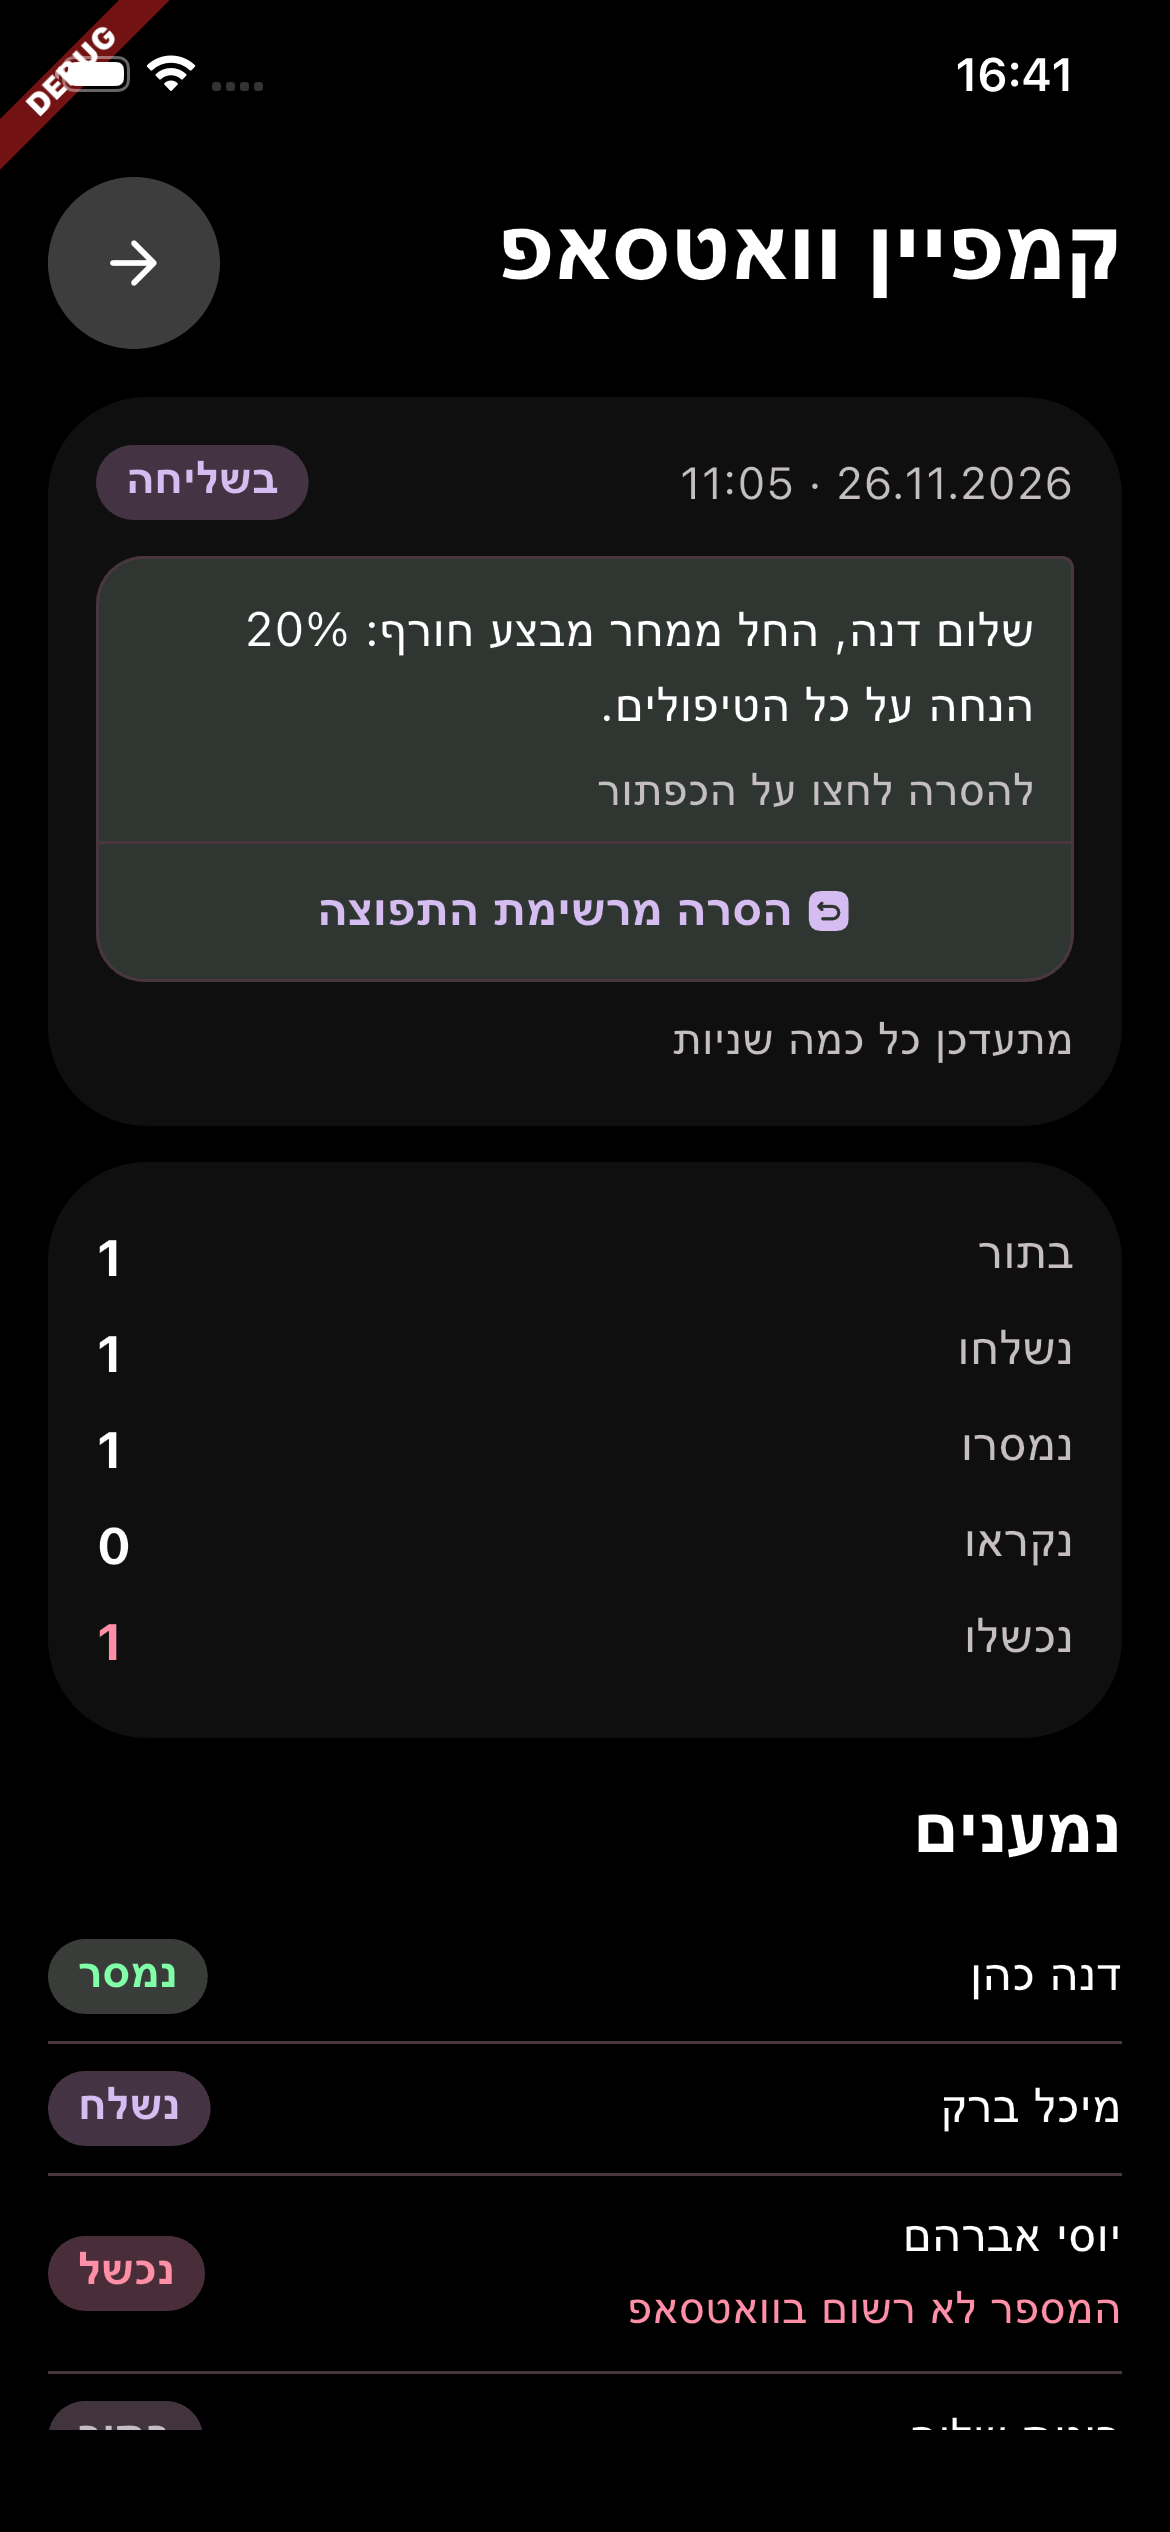 DEBUG
16:41
קמפיין וואטסאפ
26.11.2026 · 11:05
בשליחה
שלום דנה, החל ממחר מבצע חורף: 20%
הנחה על כל הטיפולים.
להסרה לחצו על הכפתור
הסרה מרשימת התפוצה
מתעדכן כל כמה שניות
בתור 1
נשלחו 1
נמסרו 1
נקראו 0
נכשלו 1
נמענים
דנה כהן
נמסר
מיכל ברק
נשלח
יוסי אברהם
המספר לא רשום בוואטסאפ
נכשל